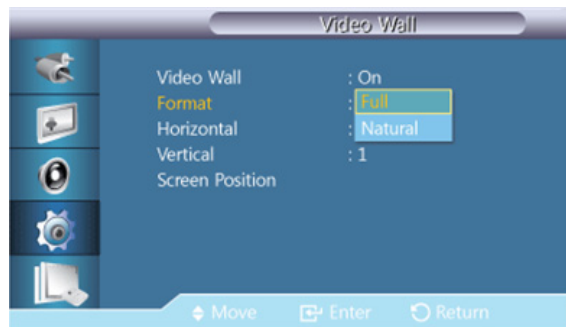 Video Wall
Video Wall : On
Format : Full
Horizontal : Natural
Vertical : 1
Screen Position
Move Enter Return